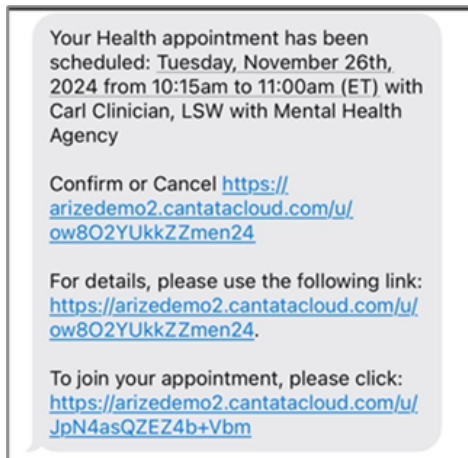 Your Health appointment has been
scheduled: Tuesday, November 26th,
2024 from 10:15am to 11:00am (ET) with
Carl Clinician, LSW with Mental Health
Agency
Confirm or Cancel https://
arizedemo2.cantatacloud.com/u/
ow8O2YUkkZZmen24
For details, please use the following link:
https://arizedemo2.cantatacloud.com/u/
ow8O2YUkkZZmen24.
To join your appointment, please click:
https://arizedemo2.cantatacloud.com/u/
JpN4asQZEZ4b+Vbm